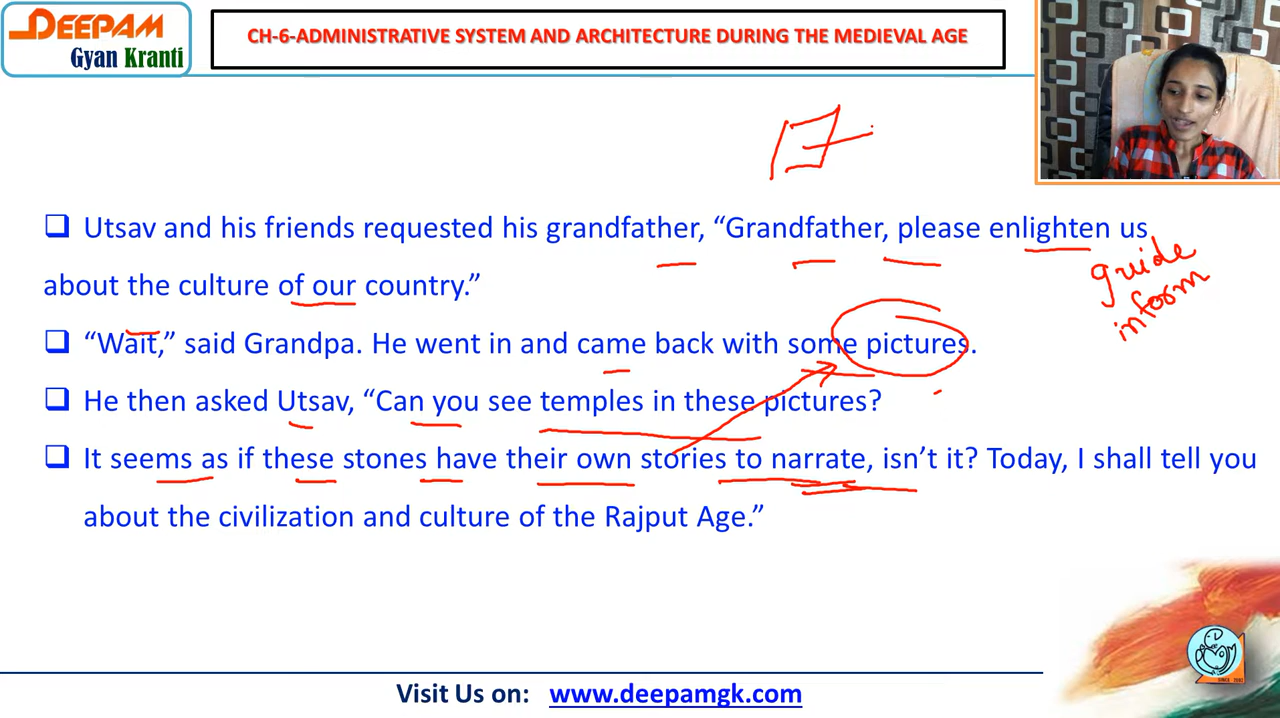 DEEPAM
Gyan Kranti
CH-6-ADMINISTRATIVE SYSTEM AND ARCHITECTURE DURING THE MEDIEVAL AGE
❑ Utsav and his friends requested his grandfather, “Grandfather, please enlighten us
about the culture of our country.”
guide
inform
❑ “Wait,” said Grandpa. He went in and came back with some pictures.
❑ He then asked Utsav, “Can you see temples in these pictures?
❑ It seems as if these stones have their own stories to narrate, isn’t it? Today, I shall tell you
about the civilization and culture of the Rajput Age.”
Visit Us on: www.deepamgk.com